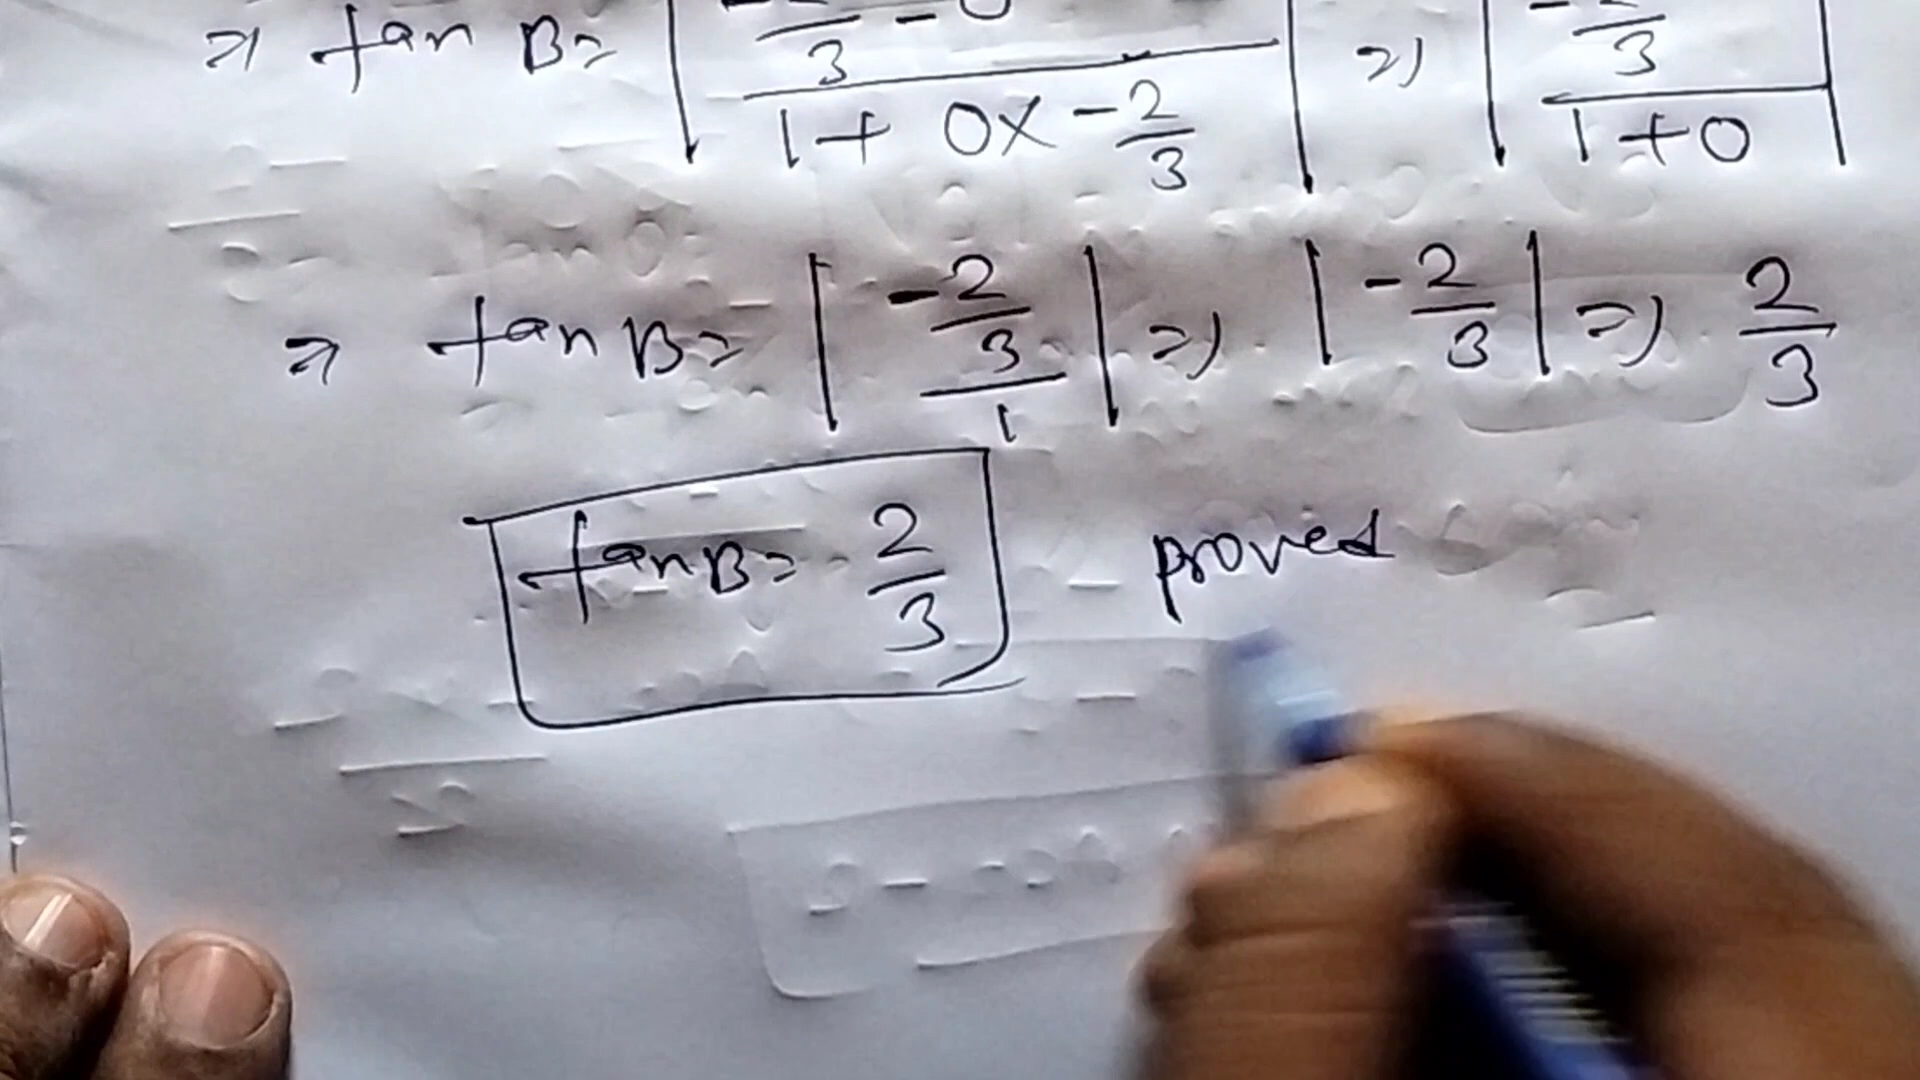 ⇒ tan B = | (-2/3 - 0) / (1 + 0 × -2/3) | ⇒ | (-2/3) / (1 + 0) |
⇒ tan B = | (-2/3) / 1 | ⇒ | -2/3 | ⇒ 2/3
tan B = 2/3 proved